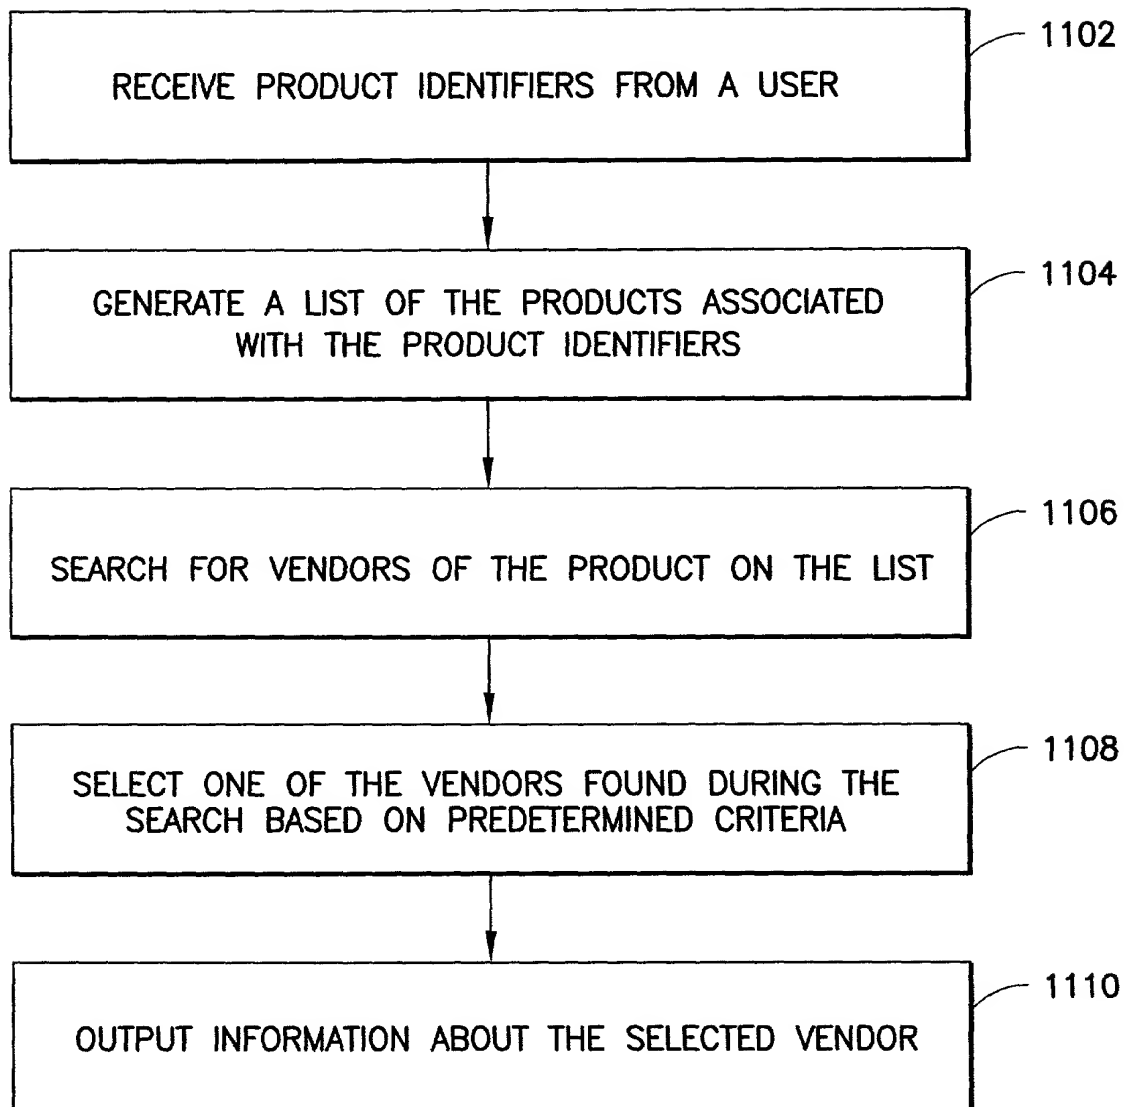 1102
RECEIVE PRODUCT IDENTIFIERS FROM A USER
1104
GENERATE A LIST OF THE PRODUCTS ASSOCIATED
WITH THE PRODUCT IDENTIFIERS
1106
SEARCH FOR VENDORS OF THE PRODUCT ON THE LIST
1108
SELECT ONE OF THE VENDORS FOUND DURING THE
SEARCH BASED ON PREDETERMINED CRITERIA
1110
OUTPUT INFORMATION ABOUT THE SELECTED VENDOR